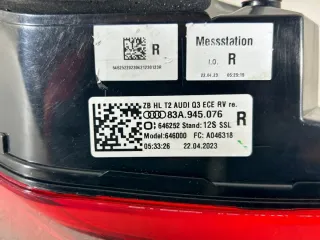 R
Messstation
R
ZB HL T2 AUDI Q3 ECE RV re.
83A.945.076
646252 Stand: 12S SSL
R
Model:646000 FC: A046318
05:33:26 22.04.2023